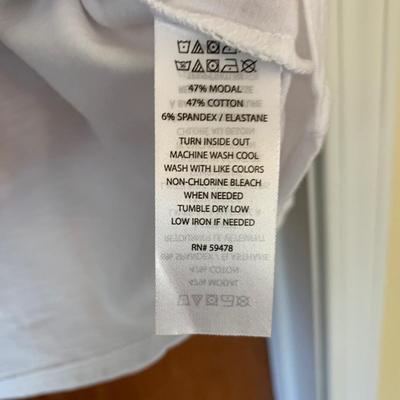 47% MODAL
47% COTTON
6% SPANDEX / ELASTANE
TURN INSIDE OUT
MACHINE WASH COOL
WASH WITH LIKE COLORS
NON-CHLORINE BLEACH
WHEN NEEDED
TUMBLE DRY LOW
LOW IRON IF NEEDED
RN# 59478